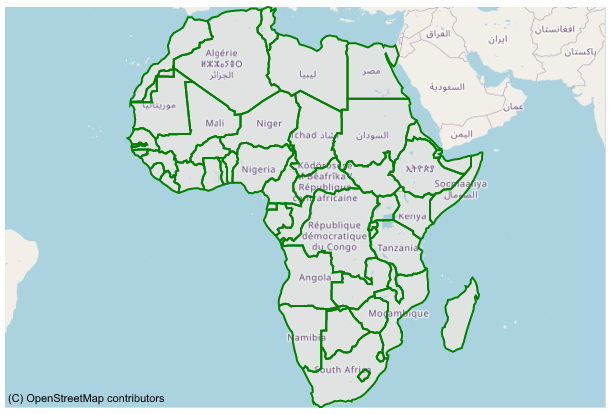 Algérie
ⵍⵣⵣⴰⵢⴻⵔ
الجزائر
ليبيا
مصر
العراق
ایران
افغانستان
پاکستان
السعودية
عمان
اليمن
موريتانيا
Mali
Niger
Tchad تشاد
السودان
Nigeria
Ködörösêse
tî Bêafrîka /
République
centrafricaine
ኢትዮጵያ
Soomaaliya
الصومال
Kenya
République
démocratique
du Congo
Tanzania
Angola
Moçambique
Namibia
South Africa
(C) OpenStreetMap contributors